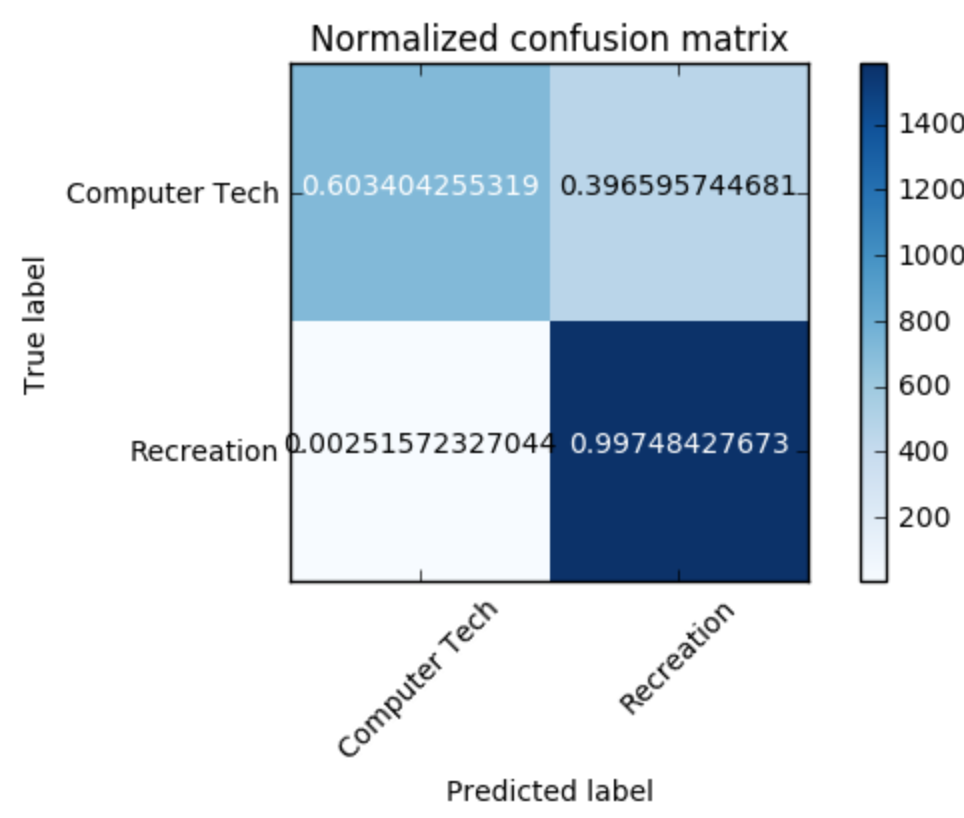 Normalized confusion matrix
Computer Tech
0.603404255319
0.396595744681
Recreation
0.00251572327044
0.99748427673
True label
Computer Tech
Recreation
Predicted label
1400
1200
1000
800
600
400
200